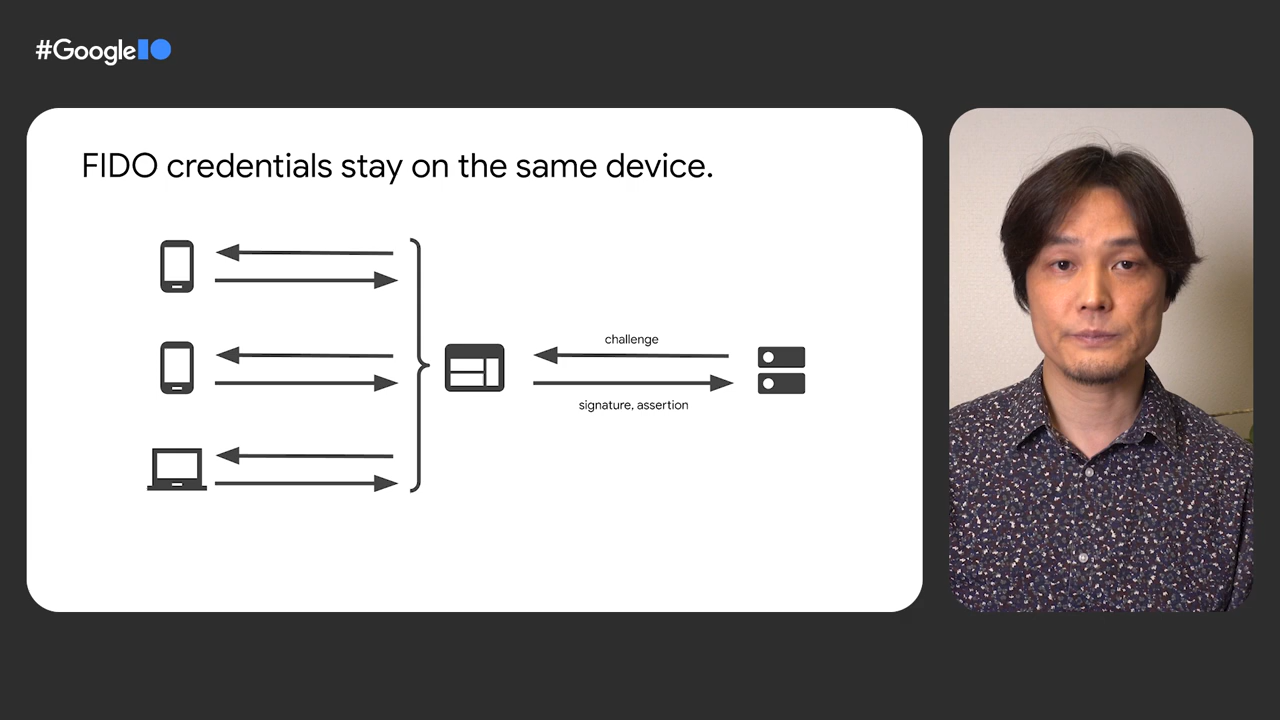 #GoogleIO
FIDO credentials stay on the same device.
challenge
signature, assertion